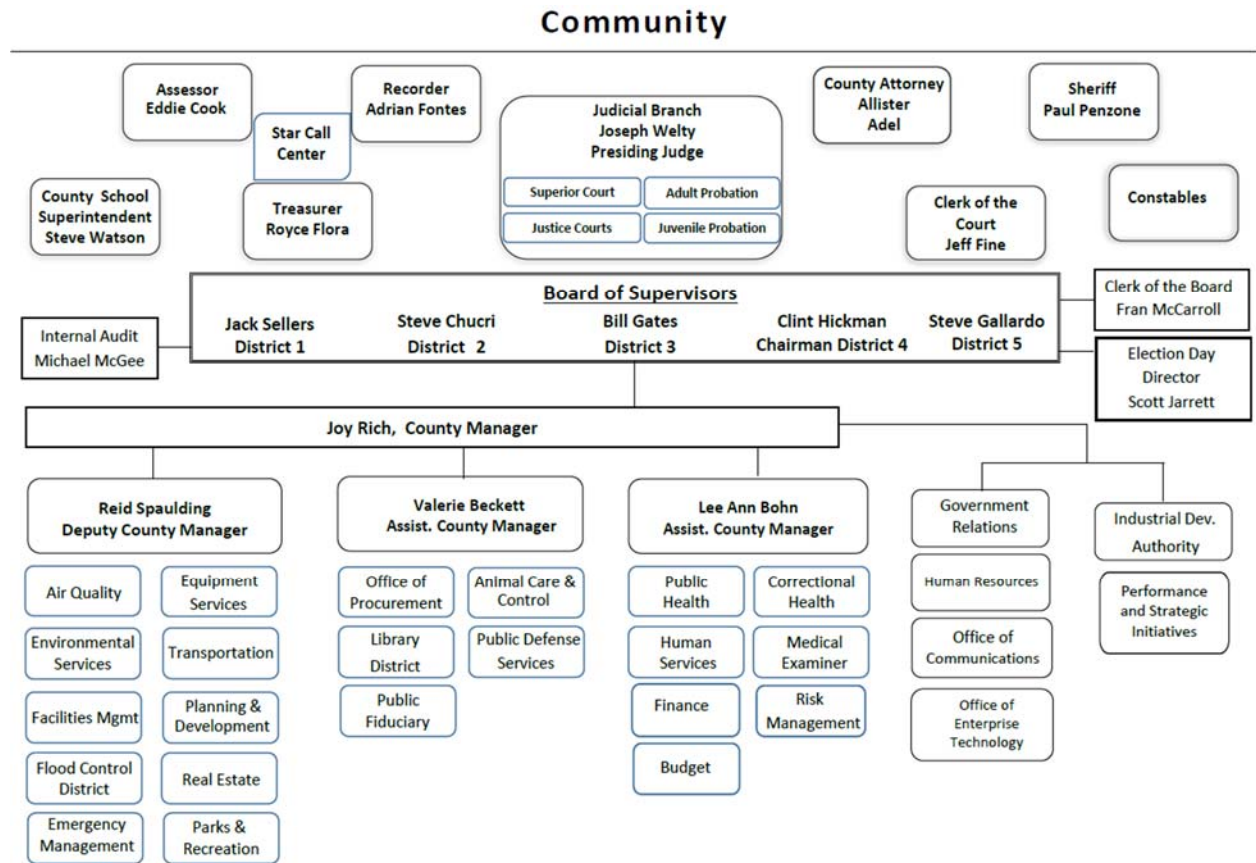 Community
Assessor
Eddie Cook
Recorder
Adrian Fontes
Star Call
Center
Judicial Branch
Joseph Welty
Presiding Judge
Superior Court
Adult Probation
Justice Courts
Juvenile Probation
County Attorney
Allister
Adel
Sheriff
Paul Penzone
County School
Superintendent
Steve Watson
Treasurer
Royce Flora
Clerk of the
Court
Jeff Fine
Constables
Board of Supervisors
Jack Sellers
District 1
Steve Chucri
District 2
Bill Gates
District 3
Clint Hickman
Chairman District 4
Steve Gallardo
District 5
Internal Audit
Michael McGee
Clerk of the Board
Fran McCarroll
Election Day
Director
Scott Jarrett
Joy Rich, County Manager
Reid Spaulding
Deputy County Manager
Air Quality
Equipment
Services
Environmental
Services
Transportation
Facilities Mgmt
Planning &
Development
Flood Control
District
Real Estate
Emergency
Management
Parks &
Recreation
Valerie Beckett
Assist. County Manager
Office of
Procurement
Animal Care &
Control
Library
District
Public Defense
Services
Public
Fiduciary
Lee Ann Bohn
Assist. County Manager
Public
Health
Correctional
Health
Human
Services
Medical
Examiner
Finance
Risk
Management
Budget
Government
Relations
Human Resources
Office of
Communications
Office of
Enterprise
Technology
Industrial Dev.
Authority
Performance
and Strategic
Initiatives